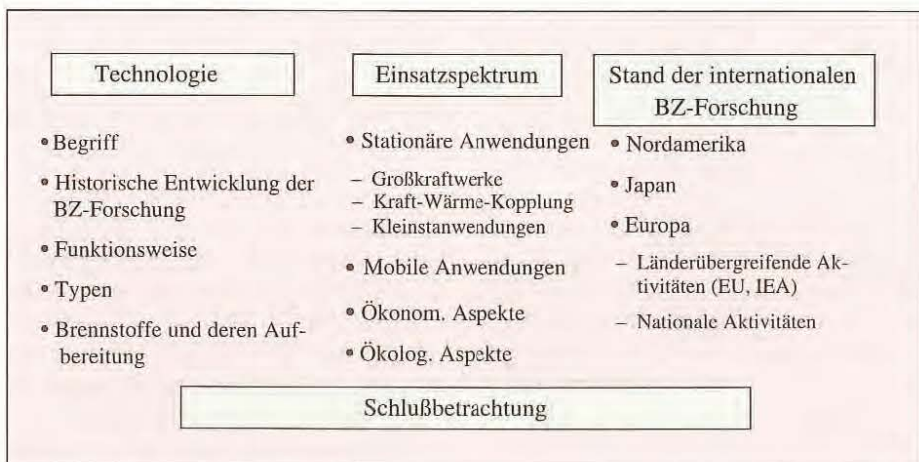 Technologie
• Begriff
• Historische Entwicklung der
BZ-Forschung
• Funktionsweise
• Typen
• Brennstoffe und deren Auf-
bereitung
Einsatzspektrum
• Stationäre Anwendungen
– Großkraftwerke
– Kraft-Wärme-Kopplung
– Kleinstanwendungen
• Mobile Anwendungen
• Ökonom. Aspekte
• Ökolog. Aspekte
Stand der internationalen
BZ-Forschung
• Nordamerika
• Japan
• Europa
– Länderübergreifende Ak-
tivitäten (EU, IEA)
– Nationale Aktivitäten
Schlußbetrachtung